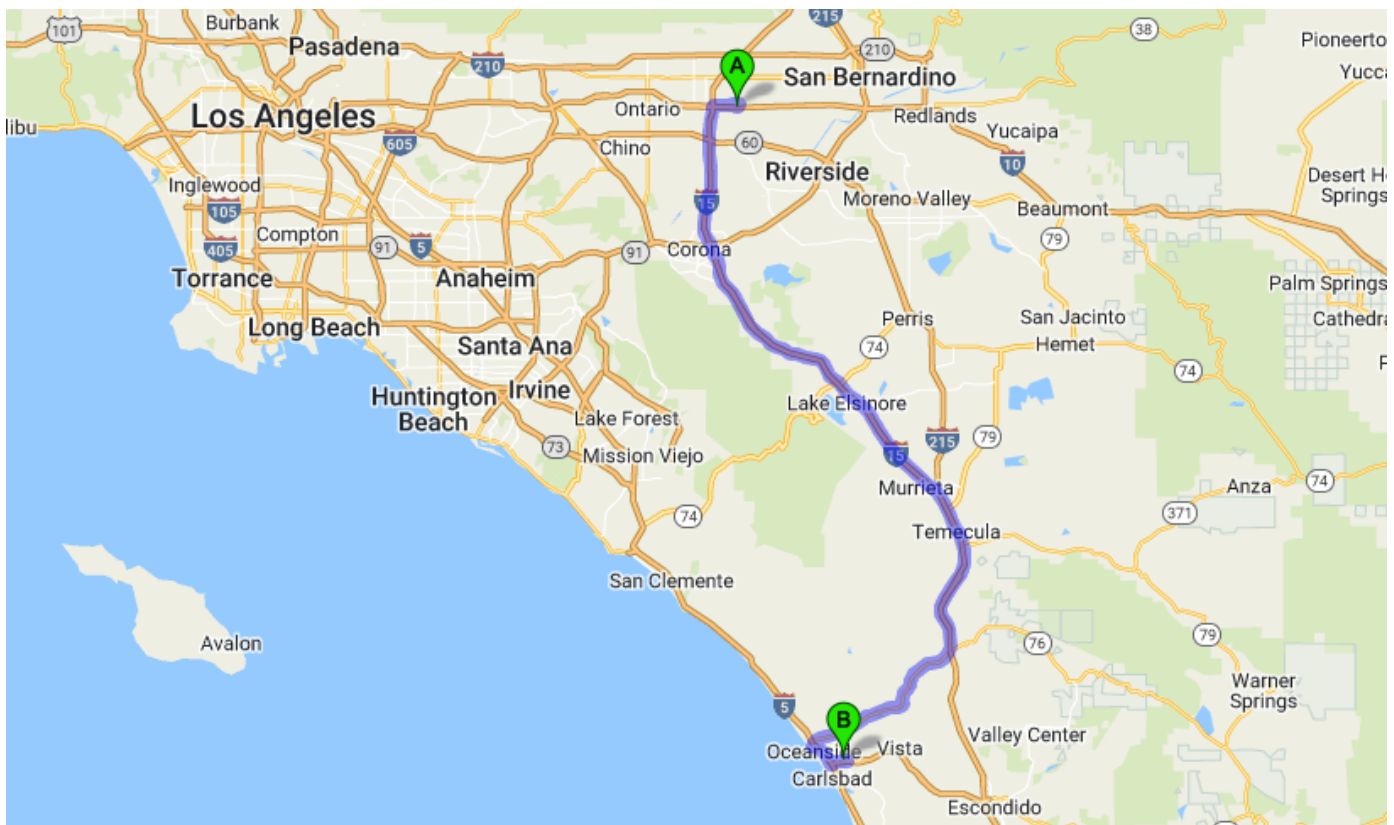 101
Burbank
215
38
Pasadena
210
210
Pioneerto
A
San Bernardino
Yucca
Los Angeles
Ontario
Redlands
libu
605
Chino
60
Yucaipa
10
Riverside
Desert Ho
Springs
Inglewood
105
15
Moreno Valley
Beaumont
Compton
91
5
405
91
Corona
79
Torrance
Anaheim
Palm Springs
Long Beach
Perris
San Jacinto
Cathedra
Santa Ana
74
Hemet
Huntington
Beach
Irvine
Lake Elsinore
74
Lake Forest
73
Mission Viejo
15
215
79
Murrieta
Anza
74
74
371
Temecula
San Clemente
Avalon
76
79
Warner
Springs
5
B
Valley Center
Oceanside
Vista
Carlsbad
Escondido